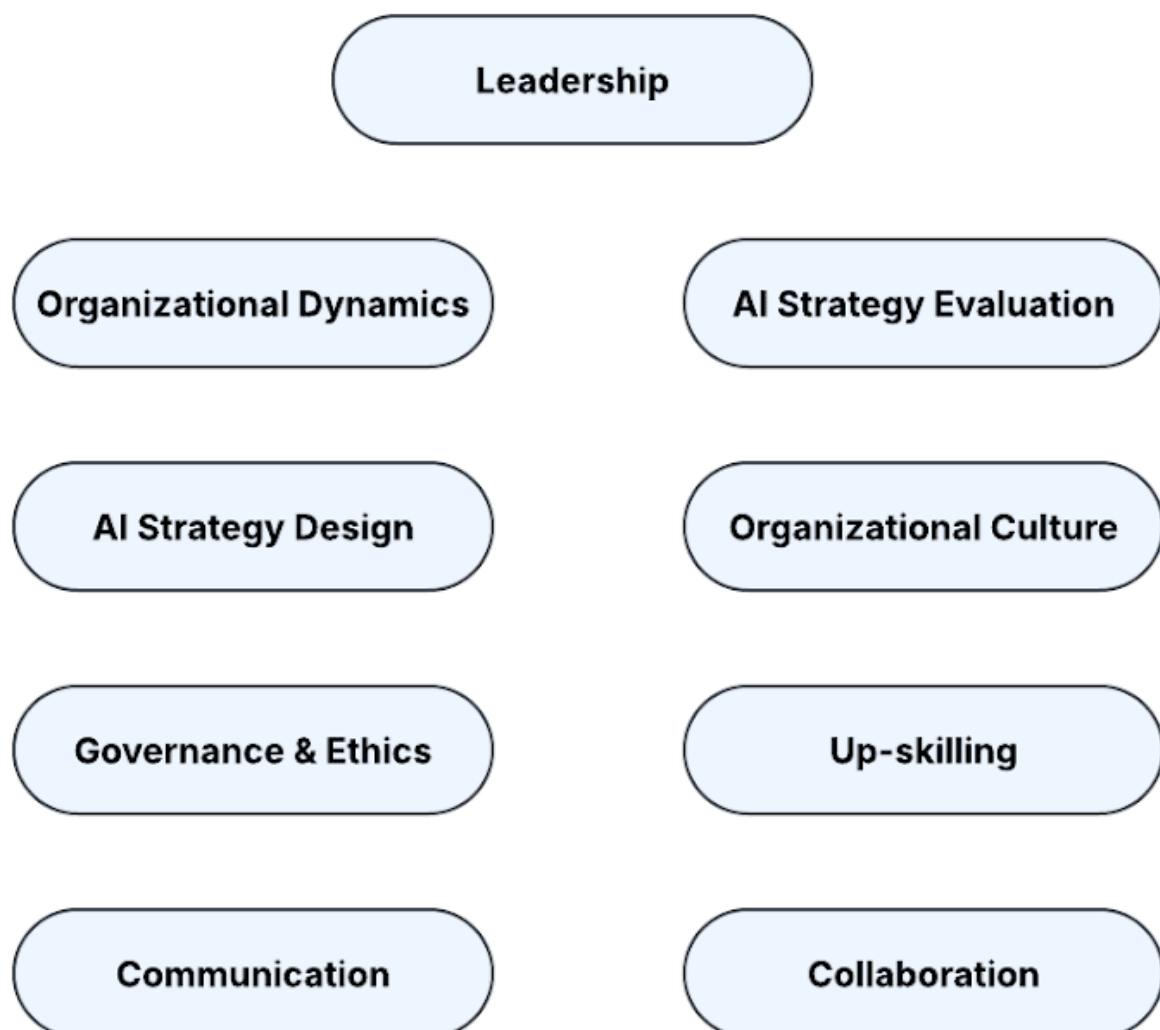 Leadership
Organizational Dynamics
AI Strategy Evaluation
AI Strategy Design
Organizational Culture
Governance & Ethics
Up-skilling
Communication
Collaboration